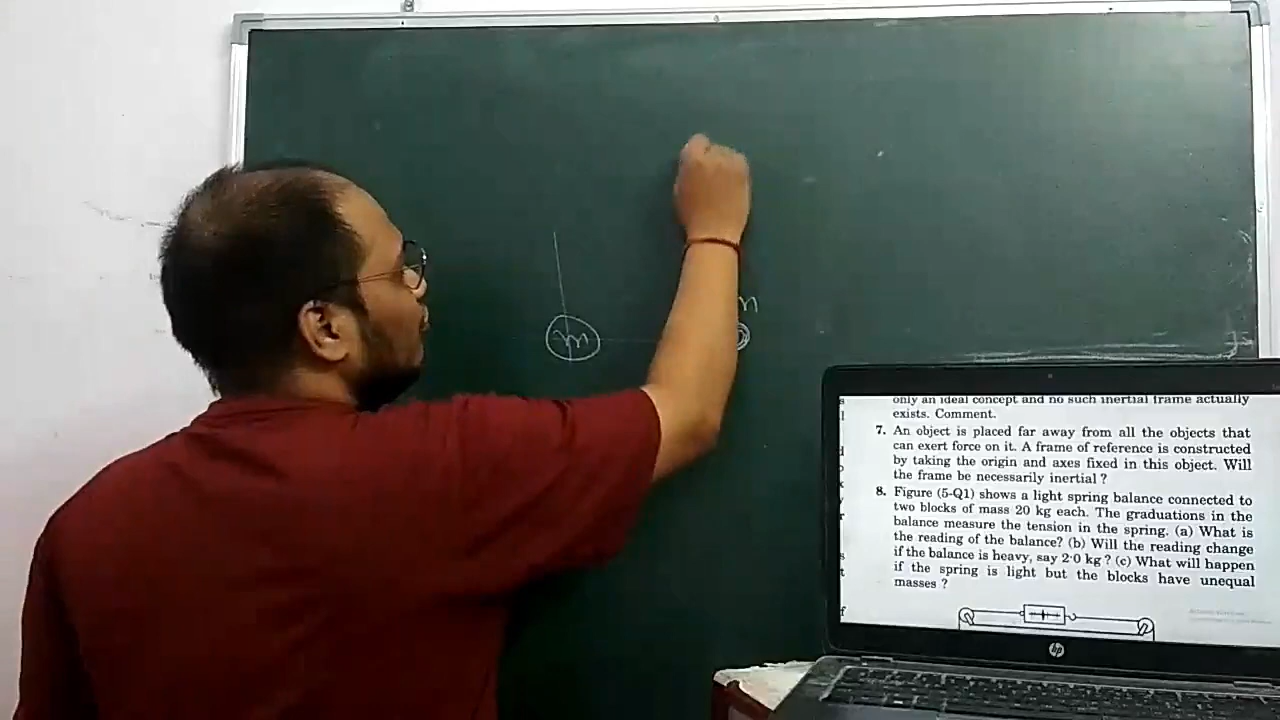 m
n
only an ideal concept and no such inertial frame actually
exists. Comment.
7. An object is placed far away from all the objects that
can exert force on it. A frame of reference is constructed
by taking the origin and axes fixed in this object. Will
the frame be necessarily inertial ?
8. Figure (5-Q1) shows a light spring balance connected to
two blocks of mass 20 kg each. The graduations in the
balance measure the tension in the spring. (a) What is
the reading of the balance? (b) Will the reading change
if the balance is heavy, say 2·0 kg ? (c) What will happen
if the spring is light but the blocks have unequal
masses ?
hp